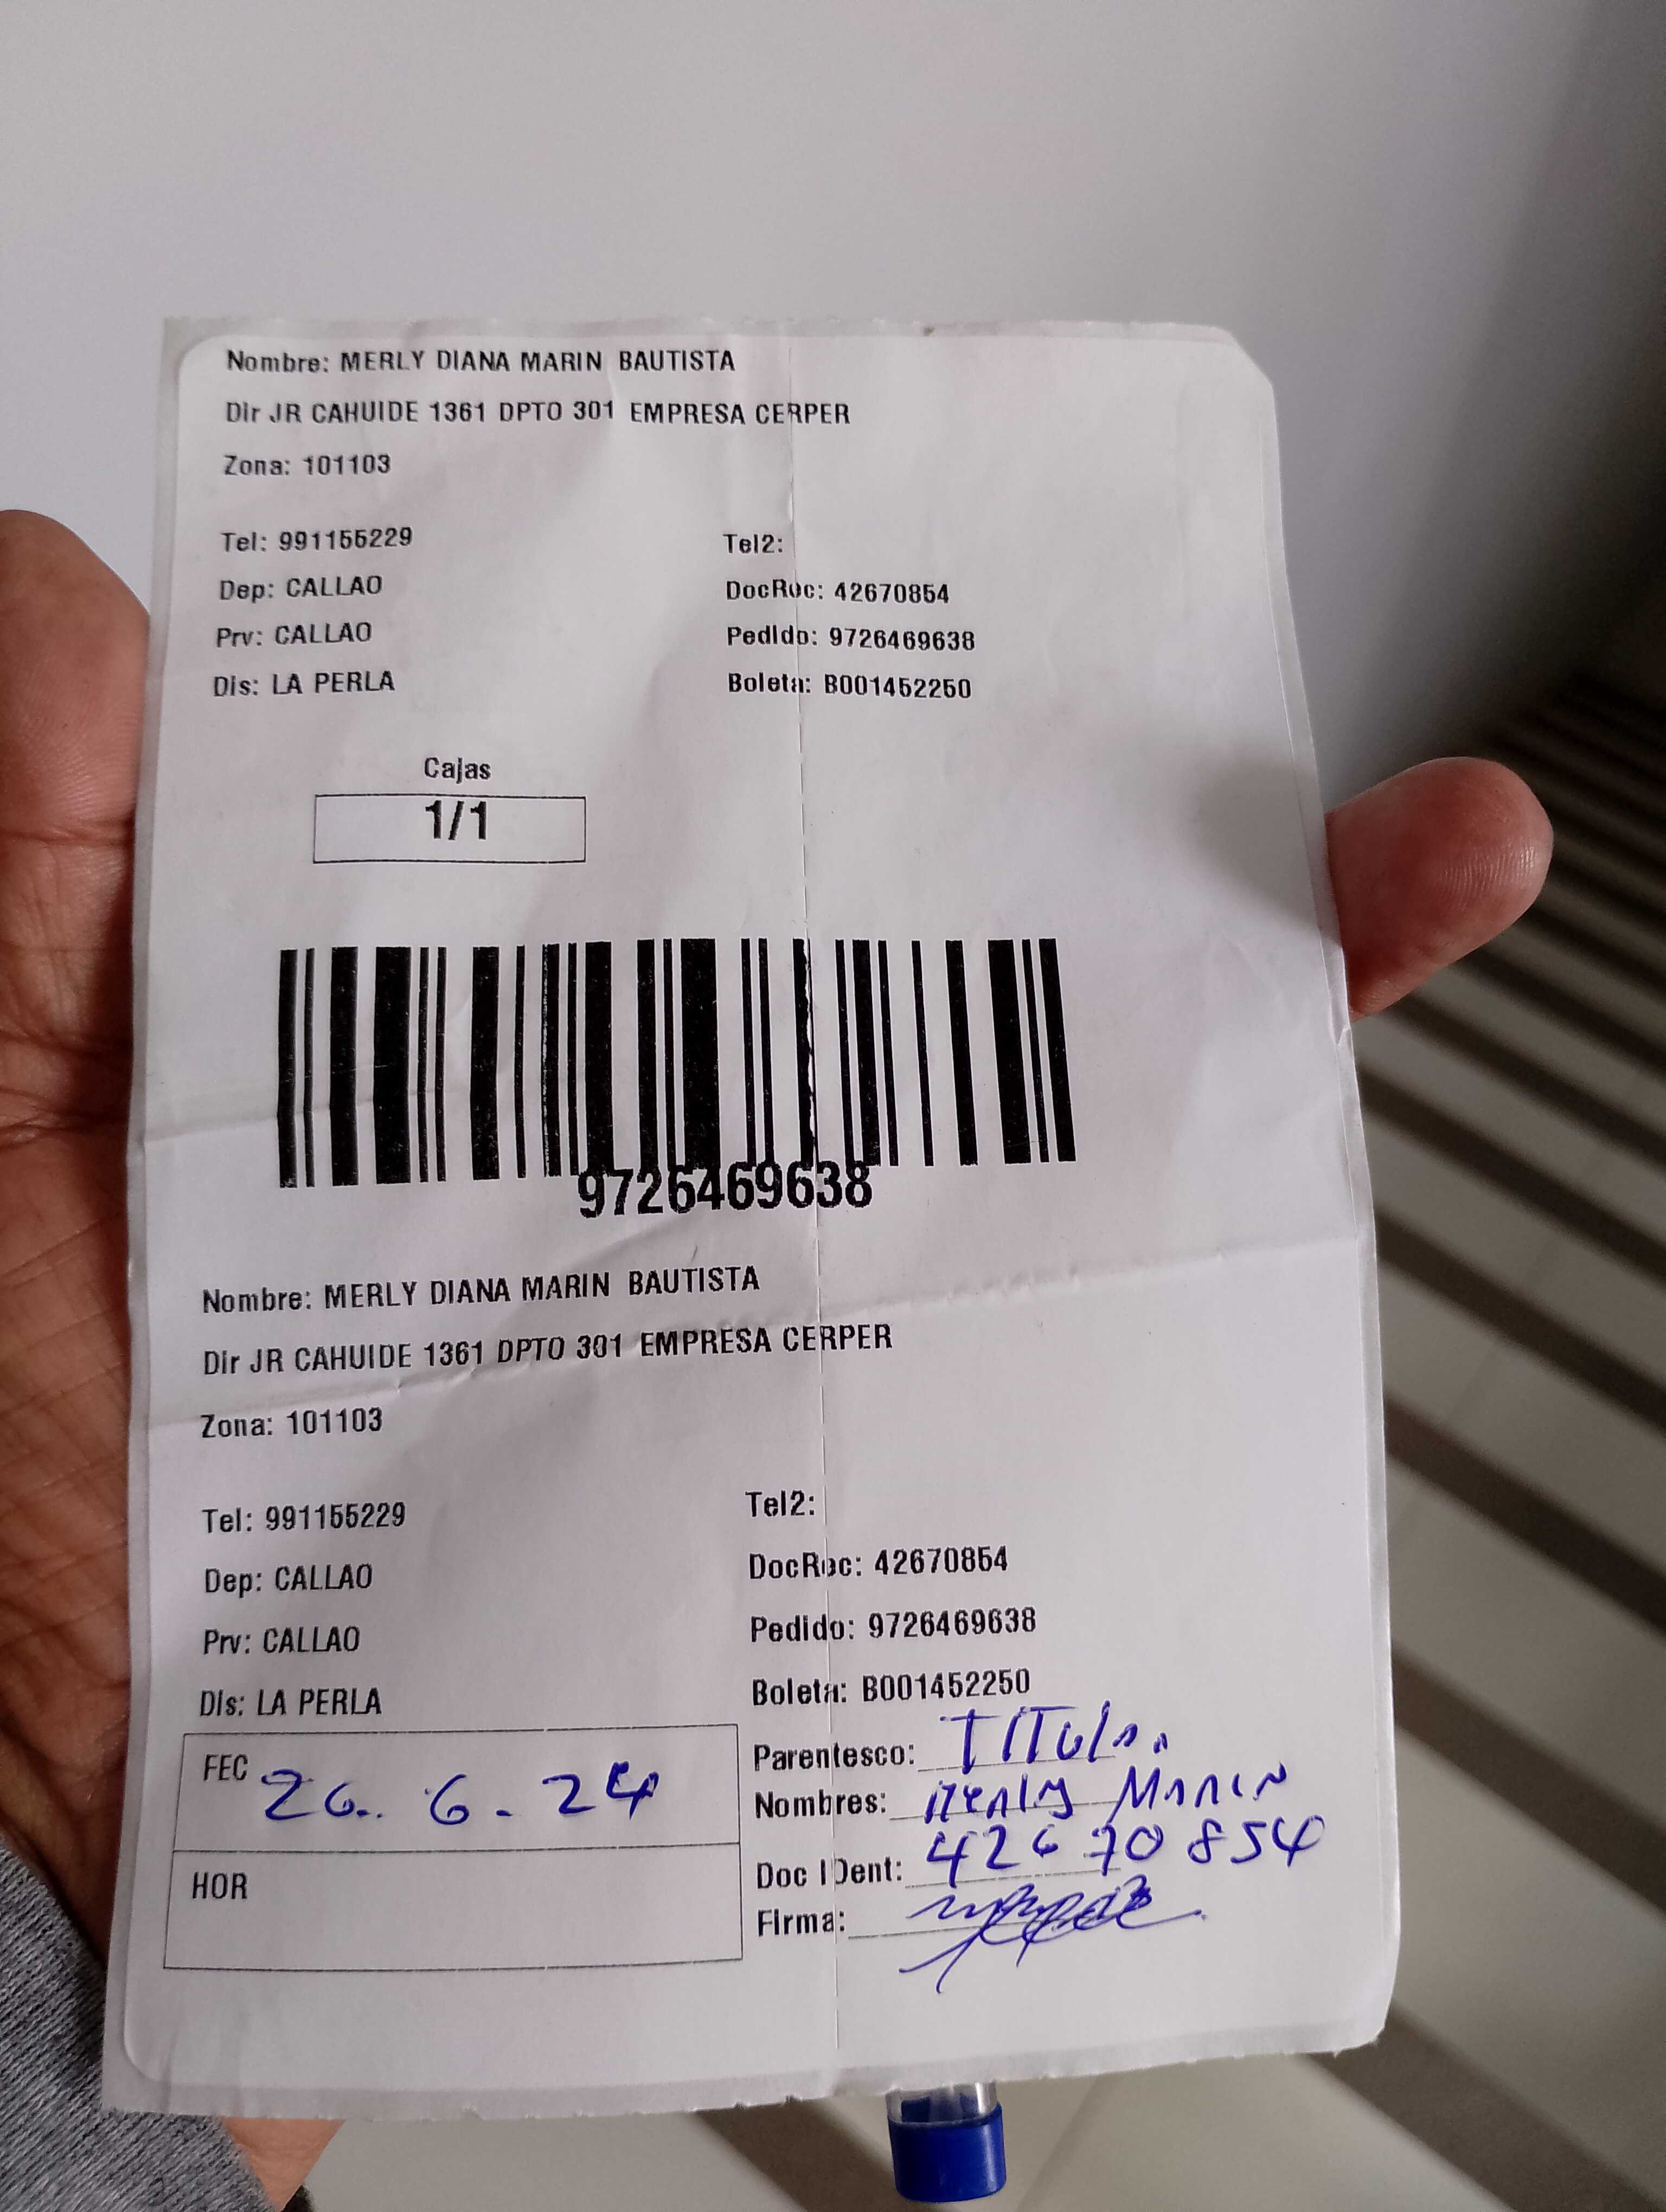 Nombre: MERLY DIANA MARIN BAUTISTA
Dir JR CAHUIDE 1361 DPTO 301 EMPRESA CERPER
Zona: 101103
Tel: 991155229 Tel2:
Dep: CALLAO DocRec: 42670854
Prv: CALLAO Pedido: 9726469638
Dis: LA PERLA Boleta: B001452250
Cajas
1/1
9726469638
Nombre: MERLY DIANA MARIN BAUTISTA
Dir JR CAHUIDE 1361 DPTO 301 EMPRESA CERPER
Zona: 101103
Tel: 991155229 Tel2:
Dep: CALLAO DocRec: 42670854
Prv: CALLAO Pedido: 9726469638
Dis: LA PERLA Boleta: B001452250
FEC 26. 6 - 24 Parentesco:
Nombres: Merly Marin
HOR Doc IDent: 42670854
Firma: